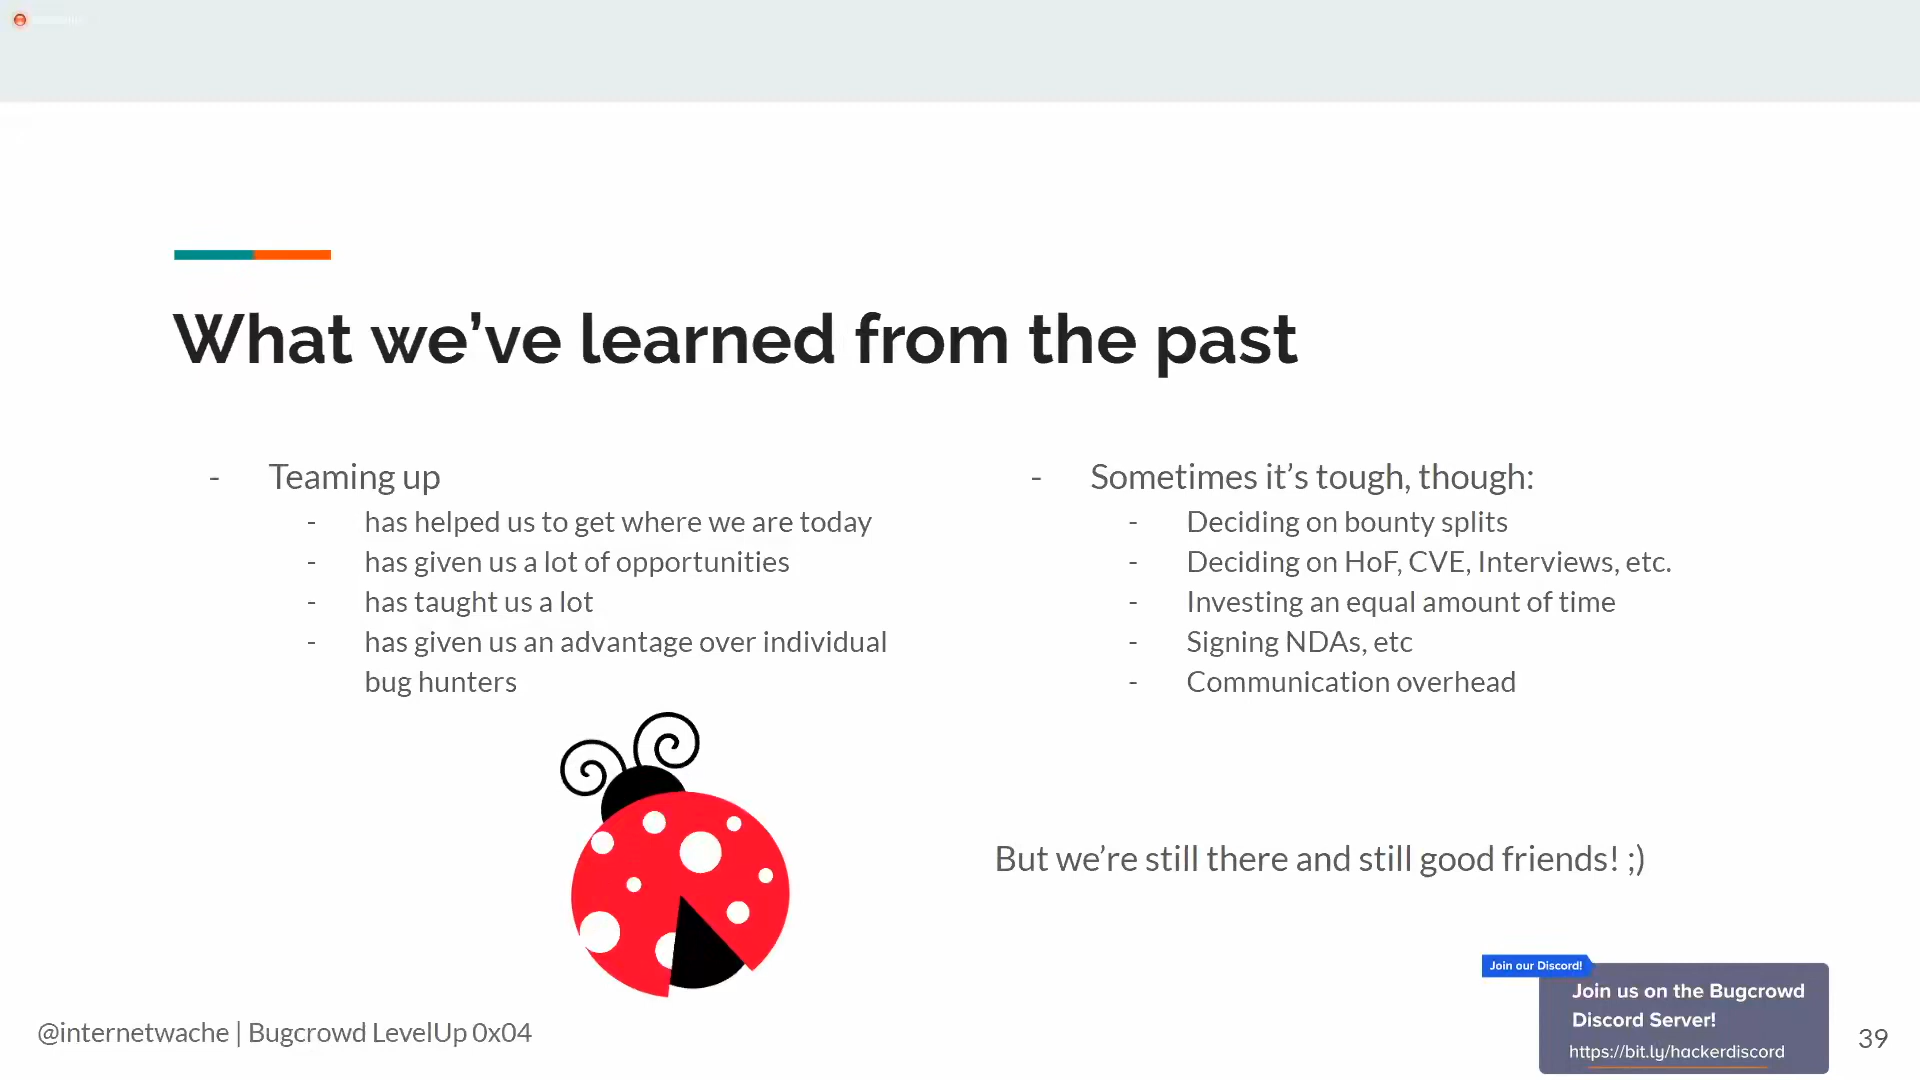 What we’ve learned from the past
- Teaming up
- has helped us to get where we are today
- has given us a lot of opportunities
- has taught us a lot
- has given us an advantage over individual
bug hunters
- Sometimes it’s tough, though:
- Deciding on bounty splits
- Deciding on HoF, CVE, Interviews, etc.
- Investing an equal amount of time
- Signing NDAs, etc
- Communication overhead
But we’re still there and still good friends! ;)
Join our Discord!
Join us on the Bugcrowd
Discord Server!
https://bit.ly/hackerdiscord
@internetwache | Bugcrowd LevelUp 0x04
39